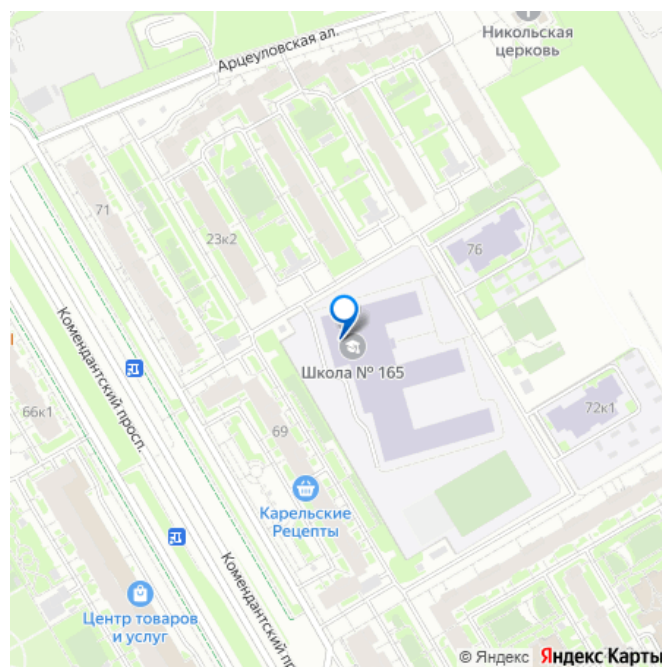 Никольская
церковь
Арцеуловская ал.
71
23к2
76
Комендантский просп.
Школа № 165
66к1
69
72к1
Карельские
Рецепты
Комендантский про
Центр товаров
и услуг
© Яндекс Яндекс Карты